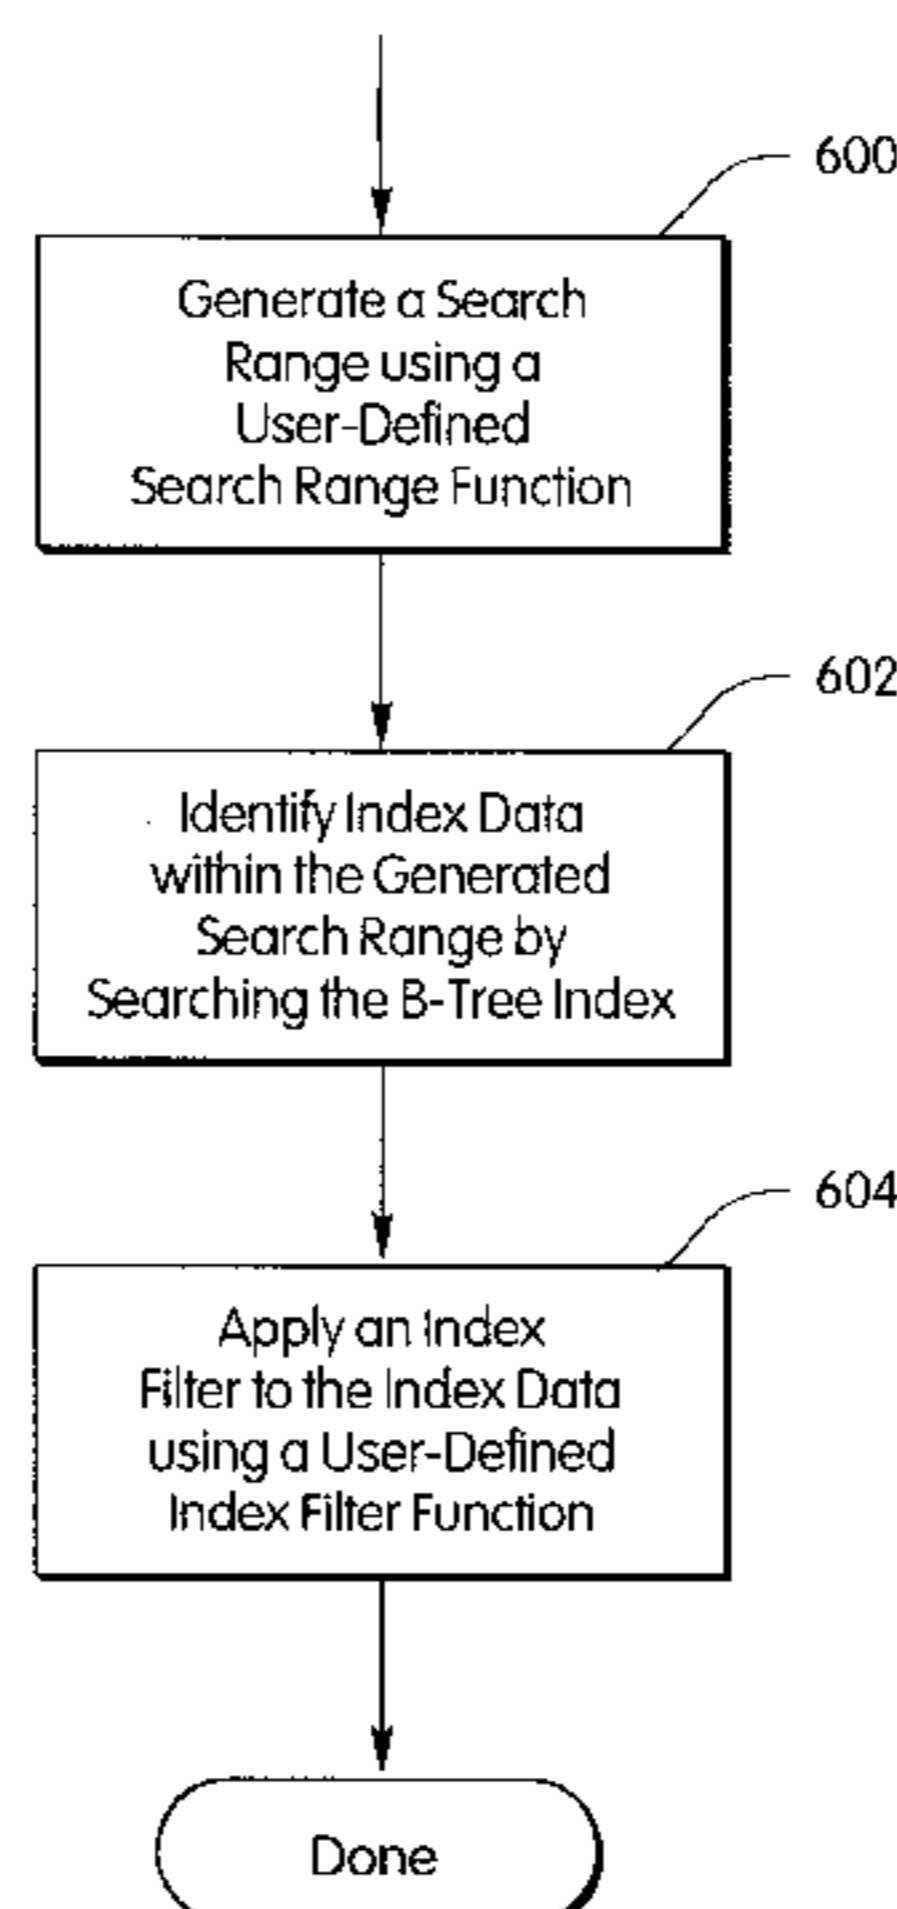 600
Generate a Search
Range using a
User-Defined
Search Range Function
602
Identify Index Data
within the Generated
Search Range by
Searching the B-Tree Index
604
Apply an Index
Filter to the Index Data
using a User-Defined
Index Filter Function
Done